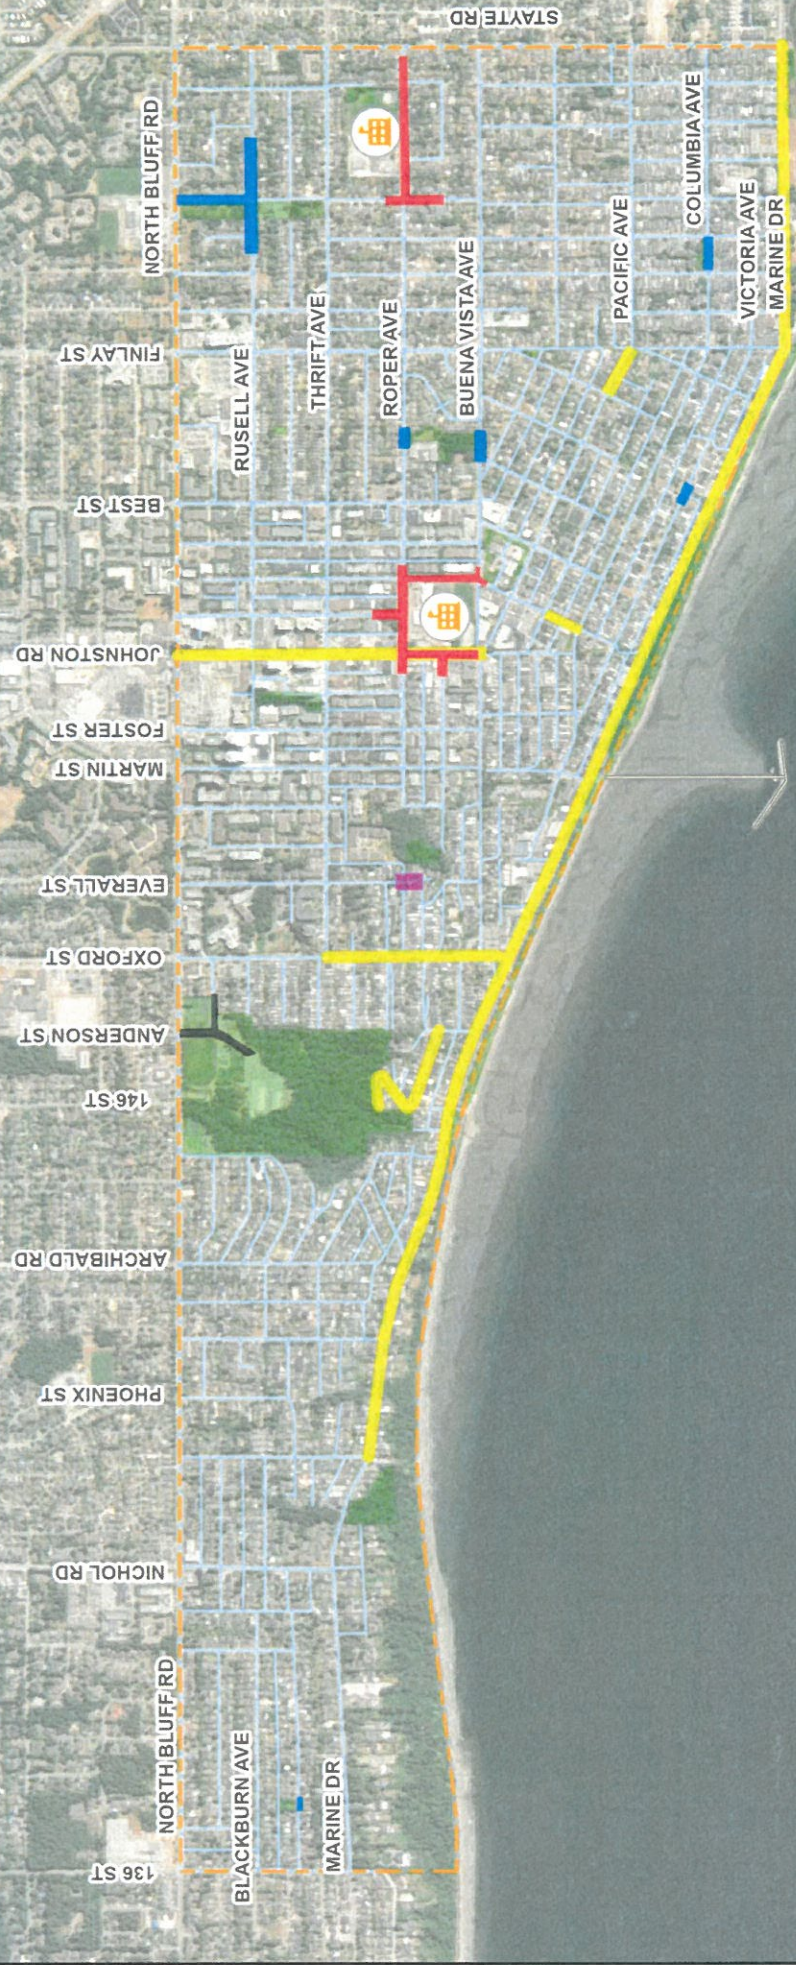 STAYTE RD
NORTH BLUFF RD
COLUMBIA AVE
VICTORIA AVE
MARINE DR
PACIFIC AVE
BUENA VISTA AVE
ROPER AVE
THRIFT AVE
FINLAY ST
RUSELL AVE
BEST ST
JOHNSTON RD
FOSTER ST
MARTIN ST
EVERALL ST
OXFORD ST
ANDERSON ST
146 ST
ARCHIBALD RD
PHOENIX ST
NICHOL RD
NORTH BLUFF RD
BLACKBURN AVE
MARINE DR
136 ST